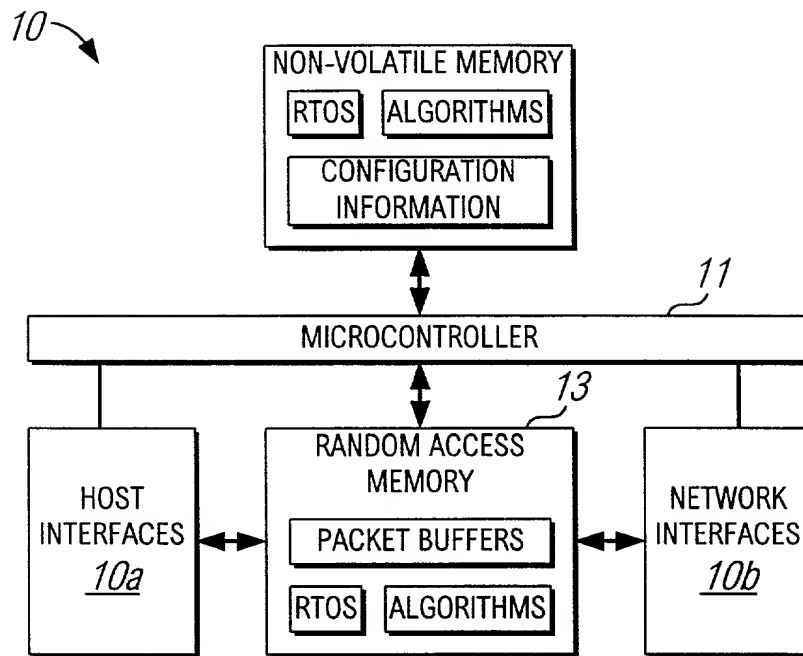 10
NON-VOLATILE MEMORY
RTOS
ALGORITHMS
CONFIGURATION
INFORMATION
11
MICROCONTROLLER
13
HOST
INTERFACES
10a
RANDOM ACCESS
MEMORY
PACKET BUFFERS
RTOS
ALGORITHMS
NETWORK
INTERFACES
10b